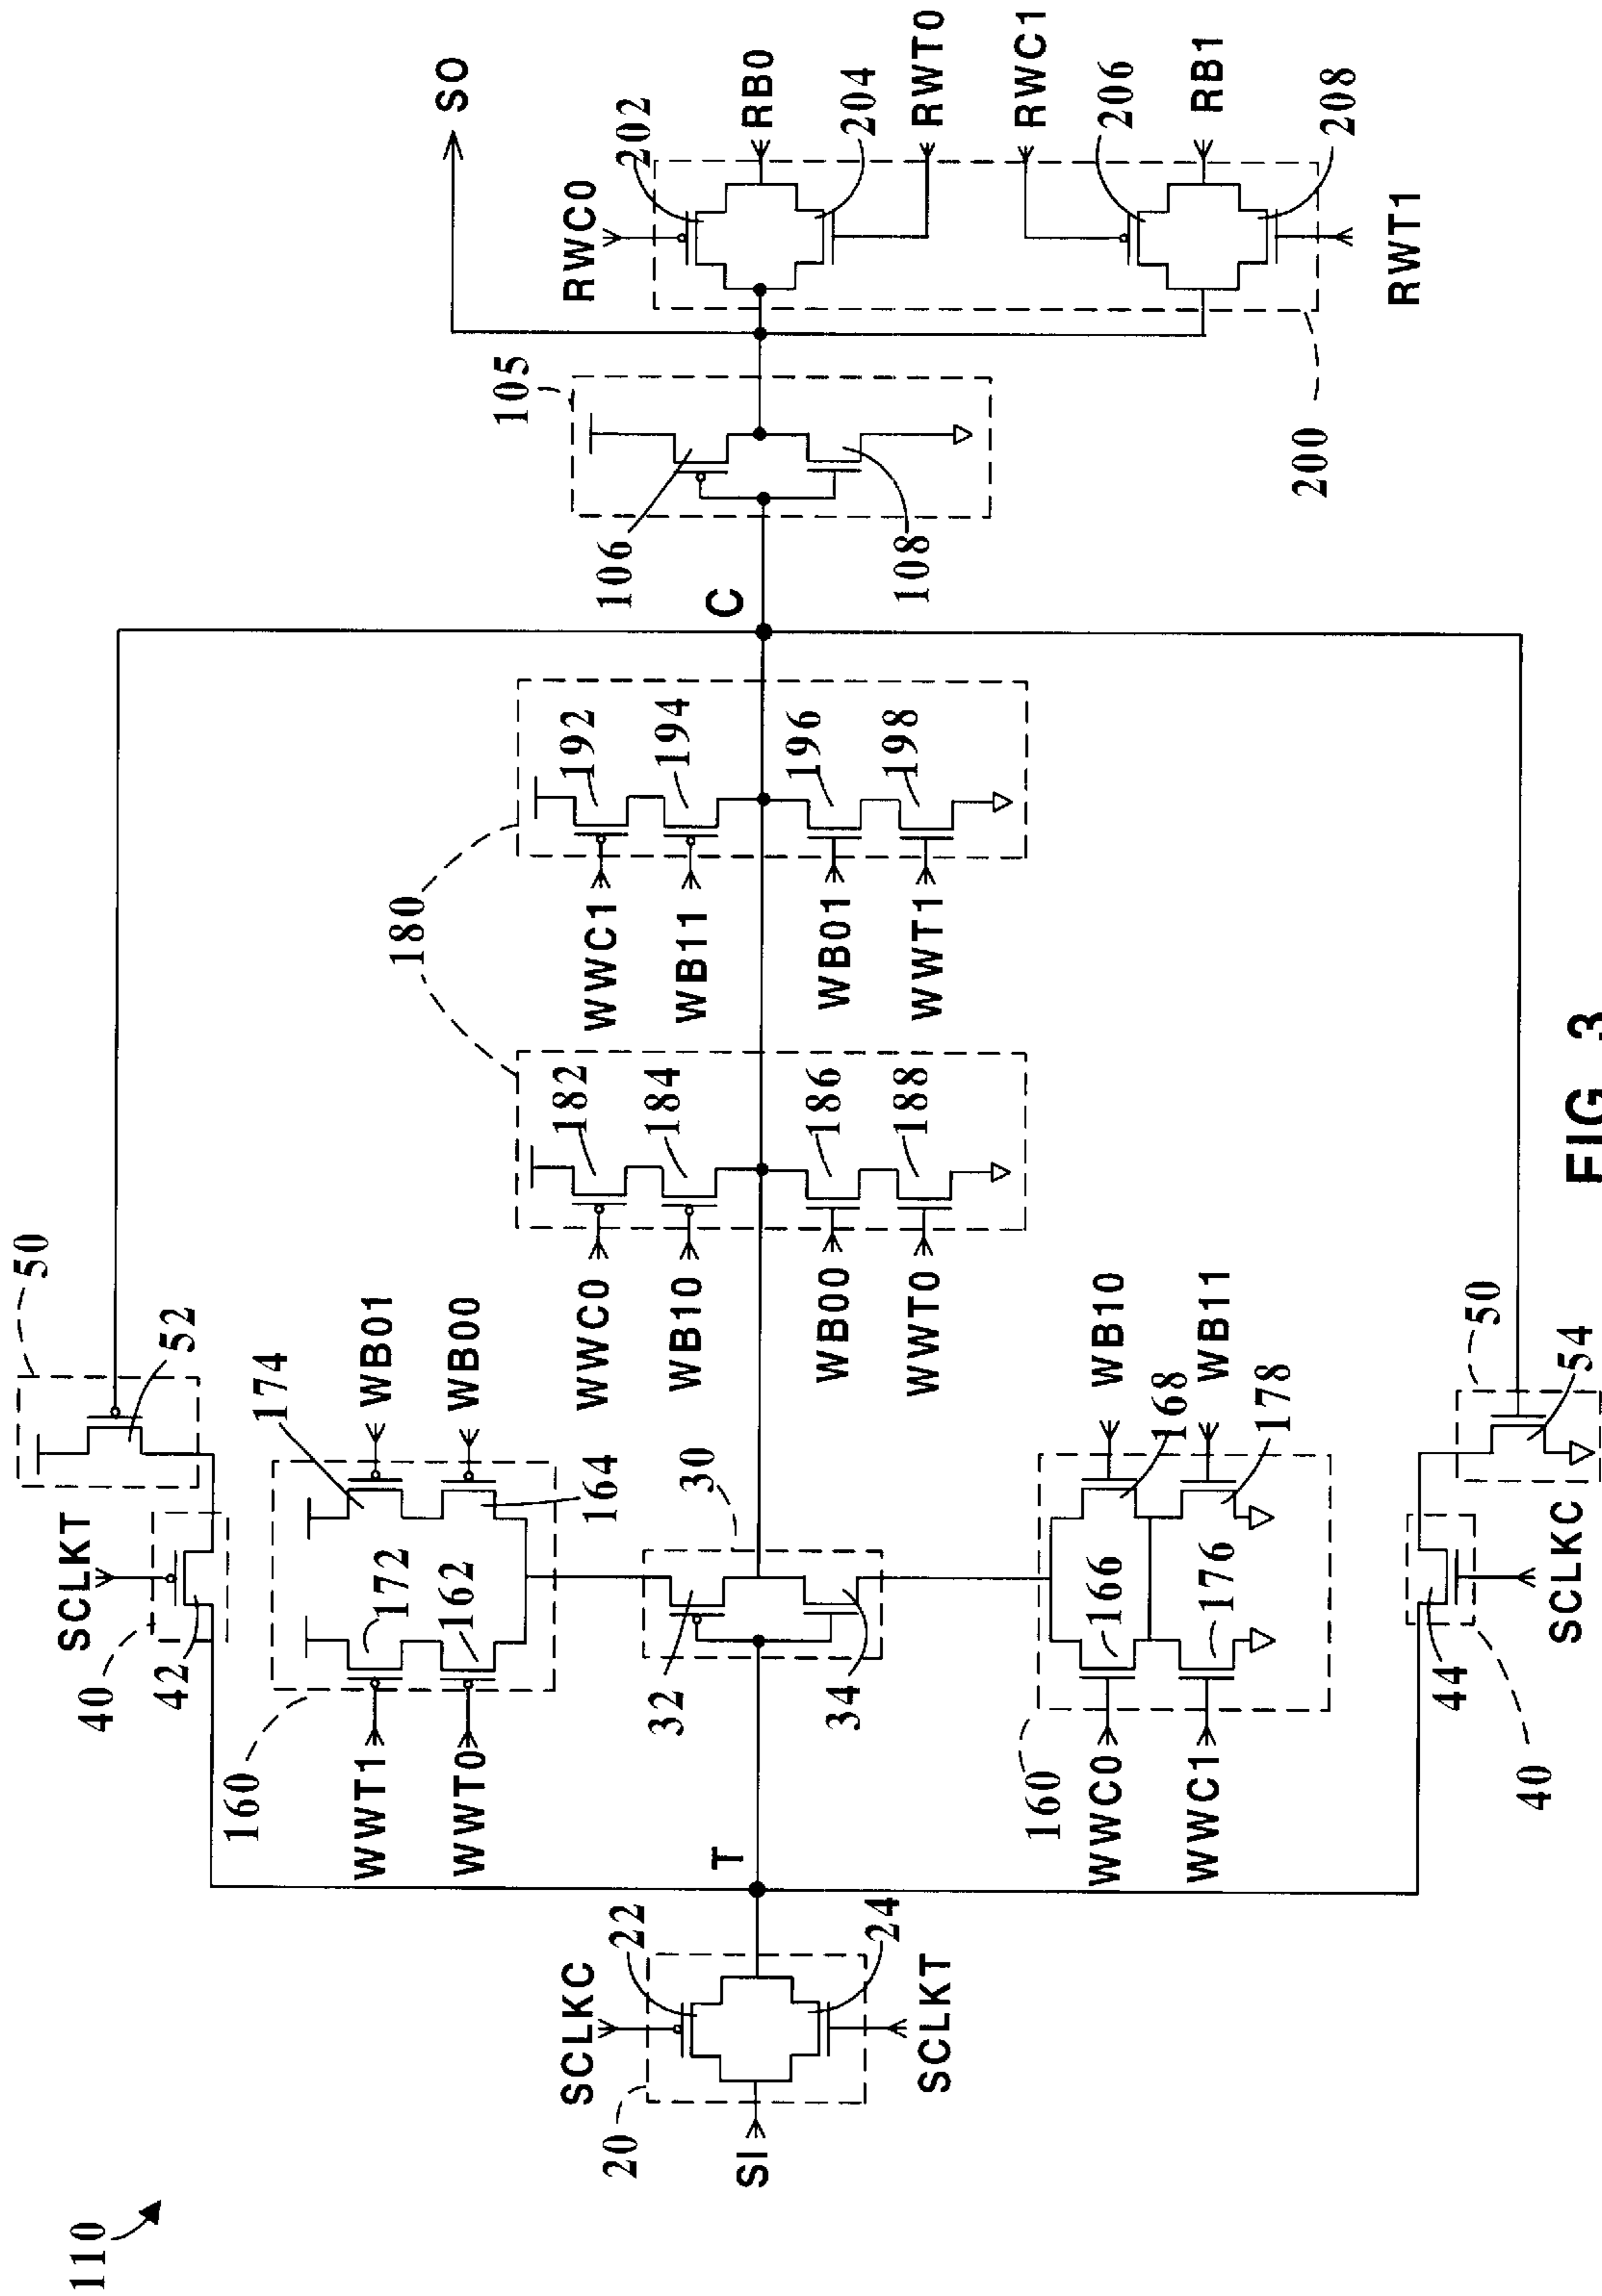 110
SI
20
SCLKC
22
24
SCLKT
T
40
42
SCLKT
50
52
160
WWT1
WWT0
172
162
174
164
WB01
WB00
30
32
34
160
WWC0
WWC1
166
176
168
178
WB10
WB11
44
40
SCLKC
50
54
180
182
184
186
188
WWC0
WB10
WB00
WWT0
192
194
196
198
WWC1
WB11
WB01
WWT1
C
105
106
108
SO
RWC0
202
RB0
204
RWT0
RWC1
206
RB1
208
RWT1
200
FIG 3